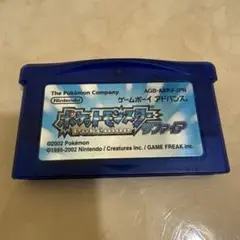 The Pokémon Company
AGB-AXPJ-JPN
Nintendo
ゲームボーイ アドバンス
ポケットモンスター
サファイア
©2002 Pokémon
©1995-2002 Nintendo / Creatures Inc. / GAME FREAK inc.